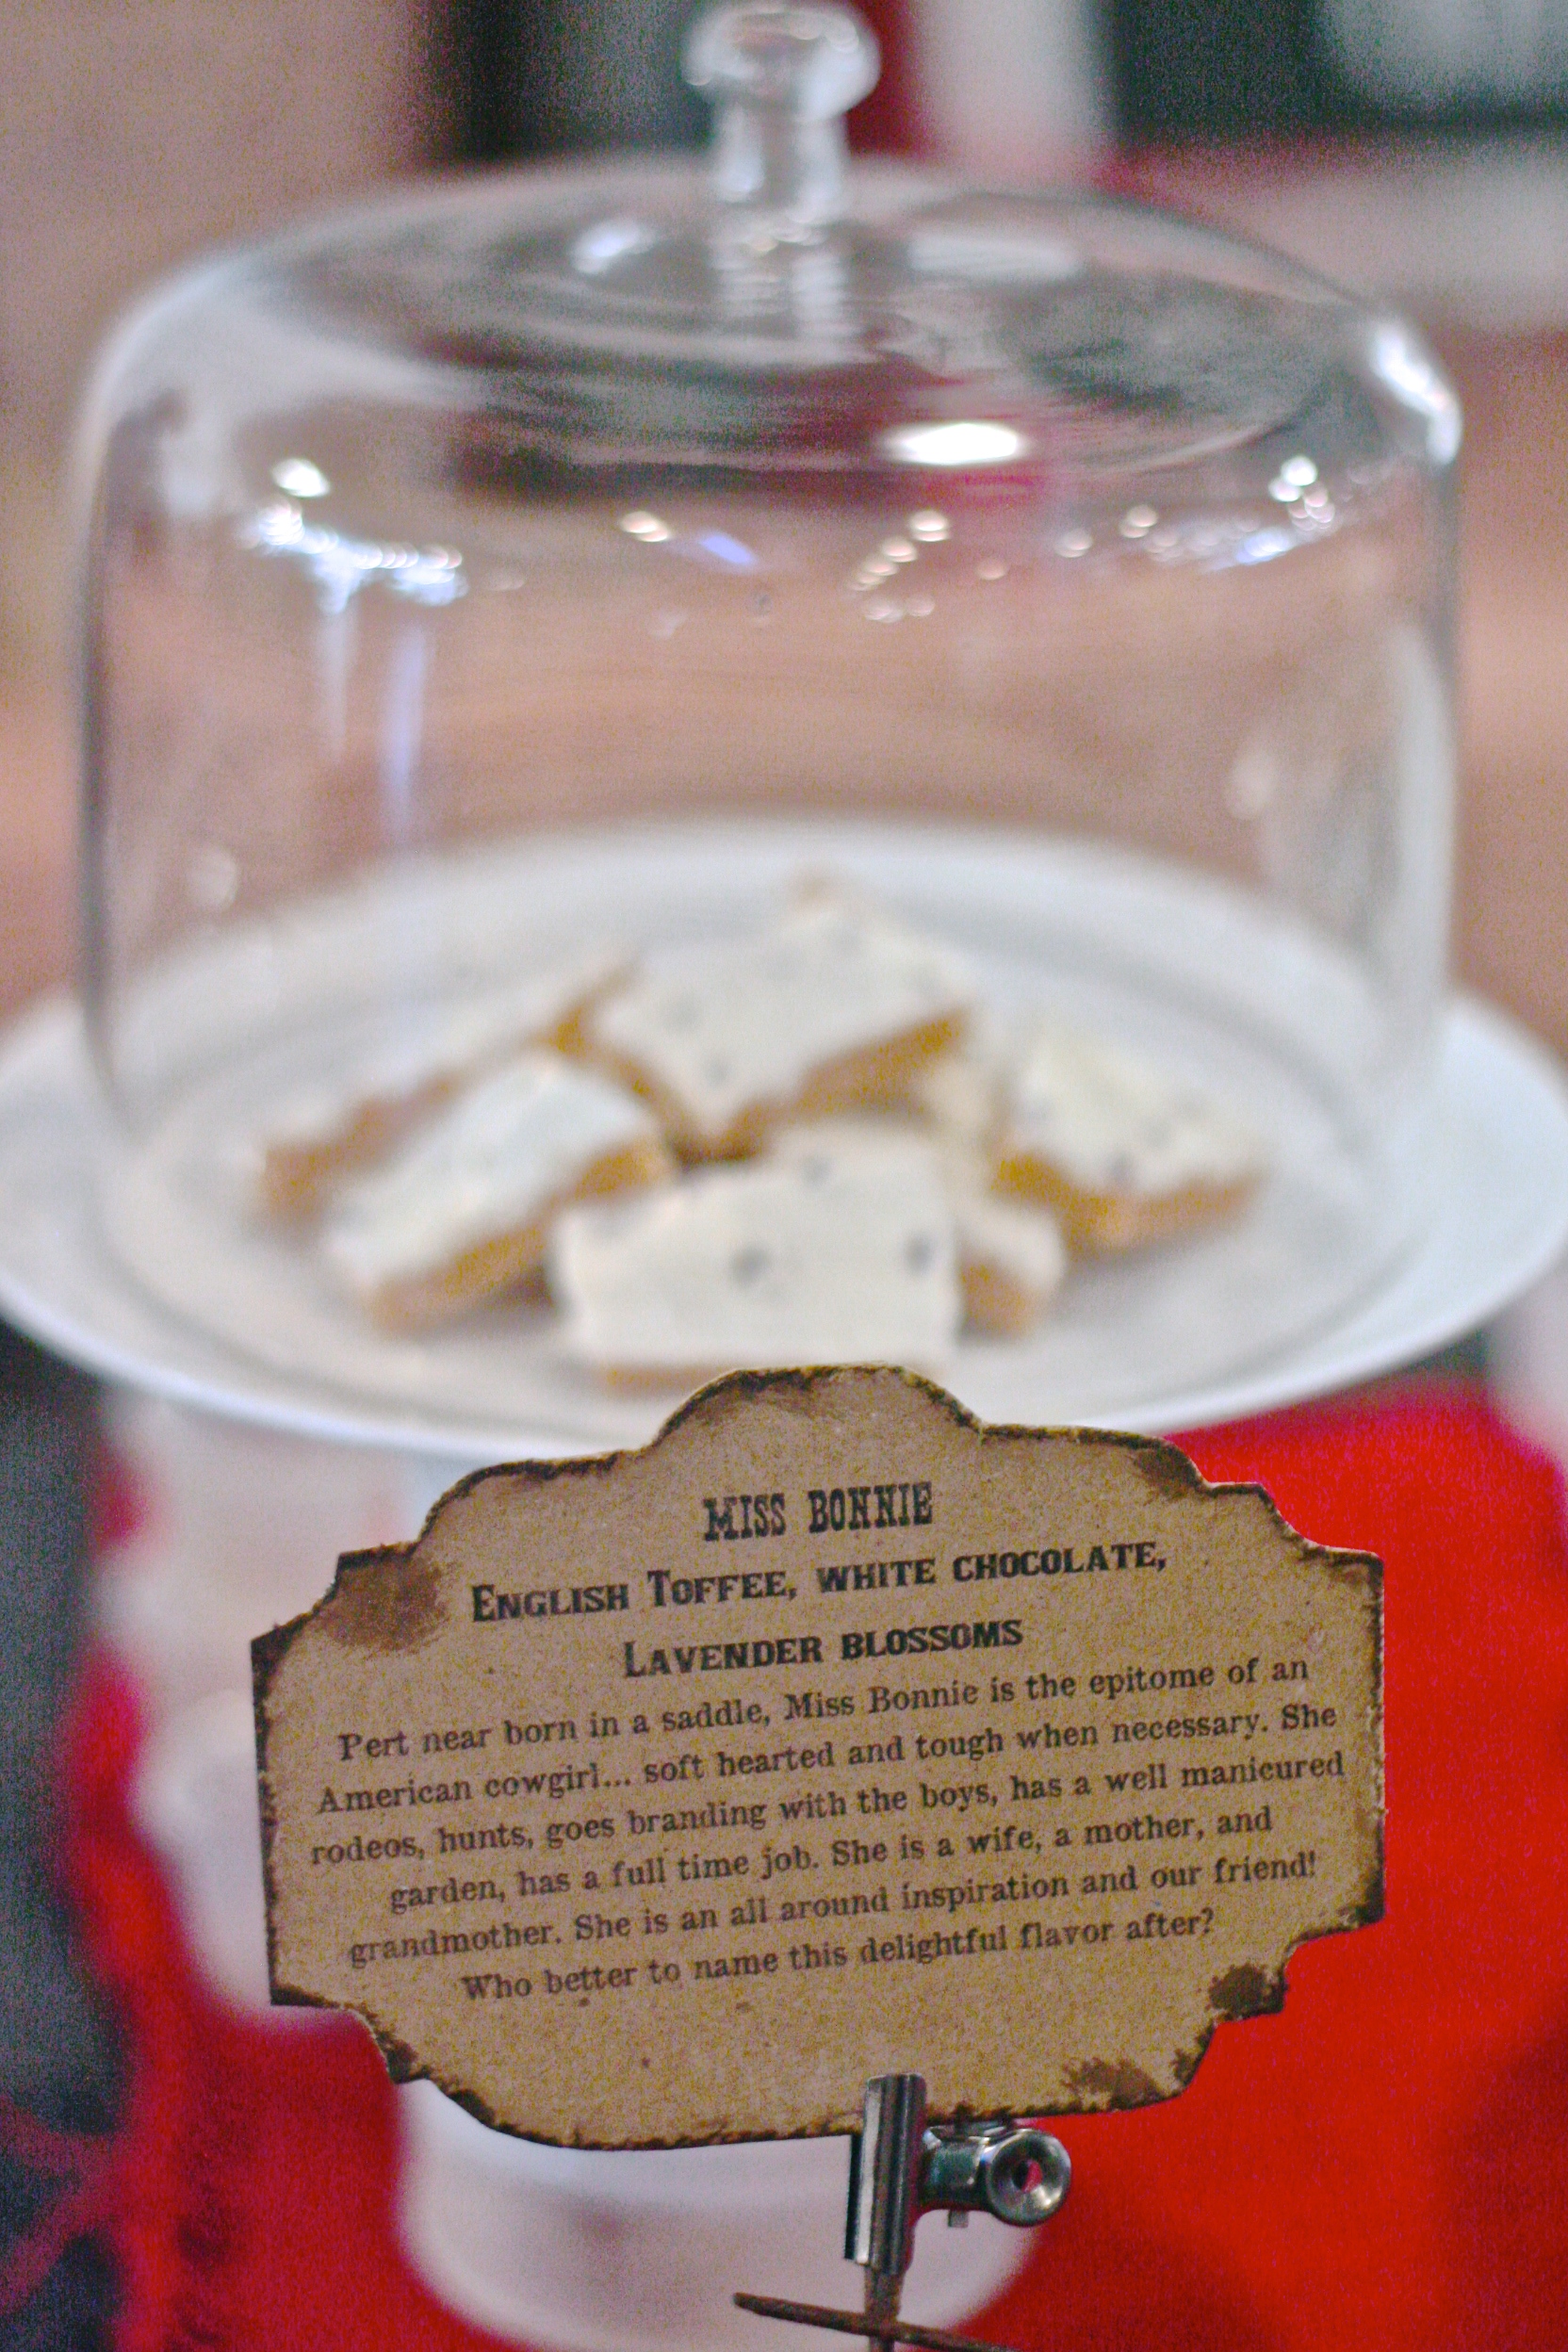 MISS BONNIE
ENGLISH TOFFEE, WHITE CHOCOLATE,
LAVENDER BLOSSOMS
Pert near born in a saddle, Miss Bonnie is the epitome of an
American cowgirl... soft hearted and tough when necessary. She
rodeos, hunts, goes branding with the boys, has a well manicured
garden, has a full time job. She is a wife, a mother, and
grandmother. She is an all around inspiration and our friend!
Who better to name this delightful flavor after?